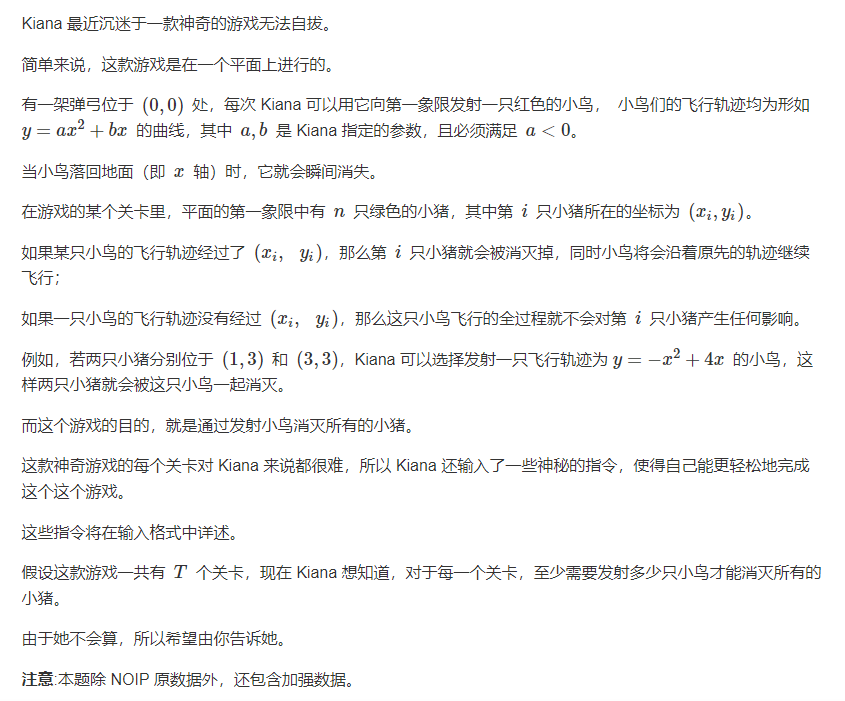 Kiana 最近沉迷于一款神奇的游戏无法自拔。
简单来说，这款游戏是在一个平面上进行的。
有一架弹弓位于 (0,0) 处，每次 Kiana 可以用它向第一象限发射一只红色的小鸟， 小鸟们的飞行轨迹均为形如
y = ax² + bx 的曲线，其中 a, b 是 Kiana 指定的参数，且必须满足 a < 0。
当小鸟落回地面（即 x 轴）时，它就会瞬间消失。
在游戏的某个关卡里，平面的第一象限中有 n 只绿色的小猪，其中第 i 只小猪所在的坐标为 (xᵢ, yᵢ)。
如果某只小鸟的飞行轨迹经过了 (xᵢ, yᵢ)，那么第 i 只小猪就会被消灭掉，同时小鸟将会沿着原先的轨迹继续
飞行；
如果一只小鸟的飞行轨迹没有经过 (xᵢ, yᵢ)，那么这只小鸟飞行的全过程就不会对第 i 只小猪产生任何影响。
例如，若两只小猪分别位于 (1,3) 和 (3,3)，Kiana 可以选择发射一只飞行轨迹为 y = −x² + 4x 的小鸟，这
样两只小猪就会被这只小鸟一起消灭。
而这个游戏的目的，就是通过发射小鸟消灭所有的小猪。
这款神奇游戏的每个关卡对 Kiana 来说都很难，所以 Kiana 还输入了一些神秘的指令，使得自己能更轻松地完成
这个这个游戏。
这些指令将在输入格式中详述。
假设这款游戏一共有 T 个关卡，现在 Kiana 想知道，对于每一个关卡，至少需要发射多少只小鸟才能消灭所有的
小猪。
由于她不会算，所以希望由你告诉她。
注意:本题除 NOIP 原数据外，还包含加强数据。